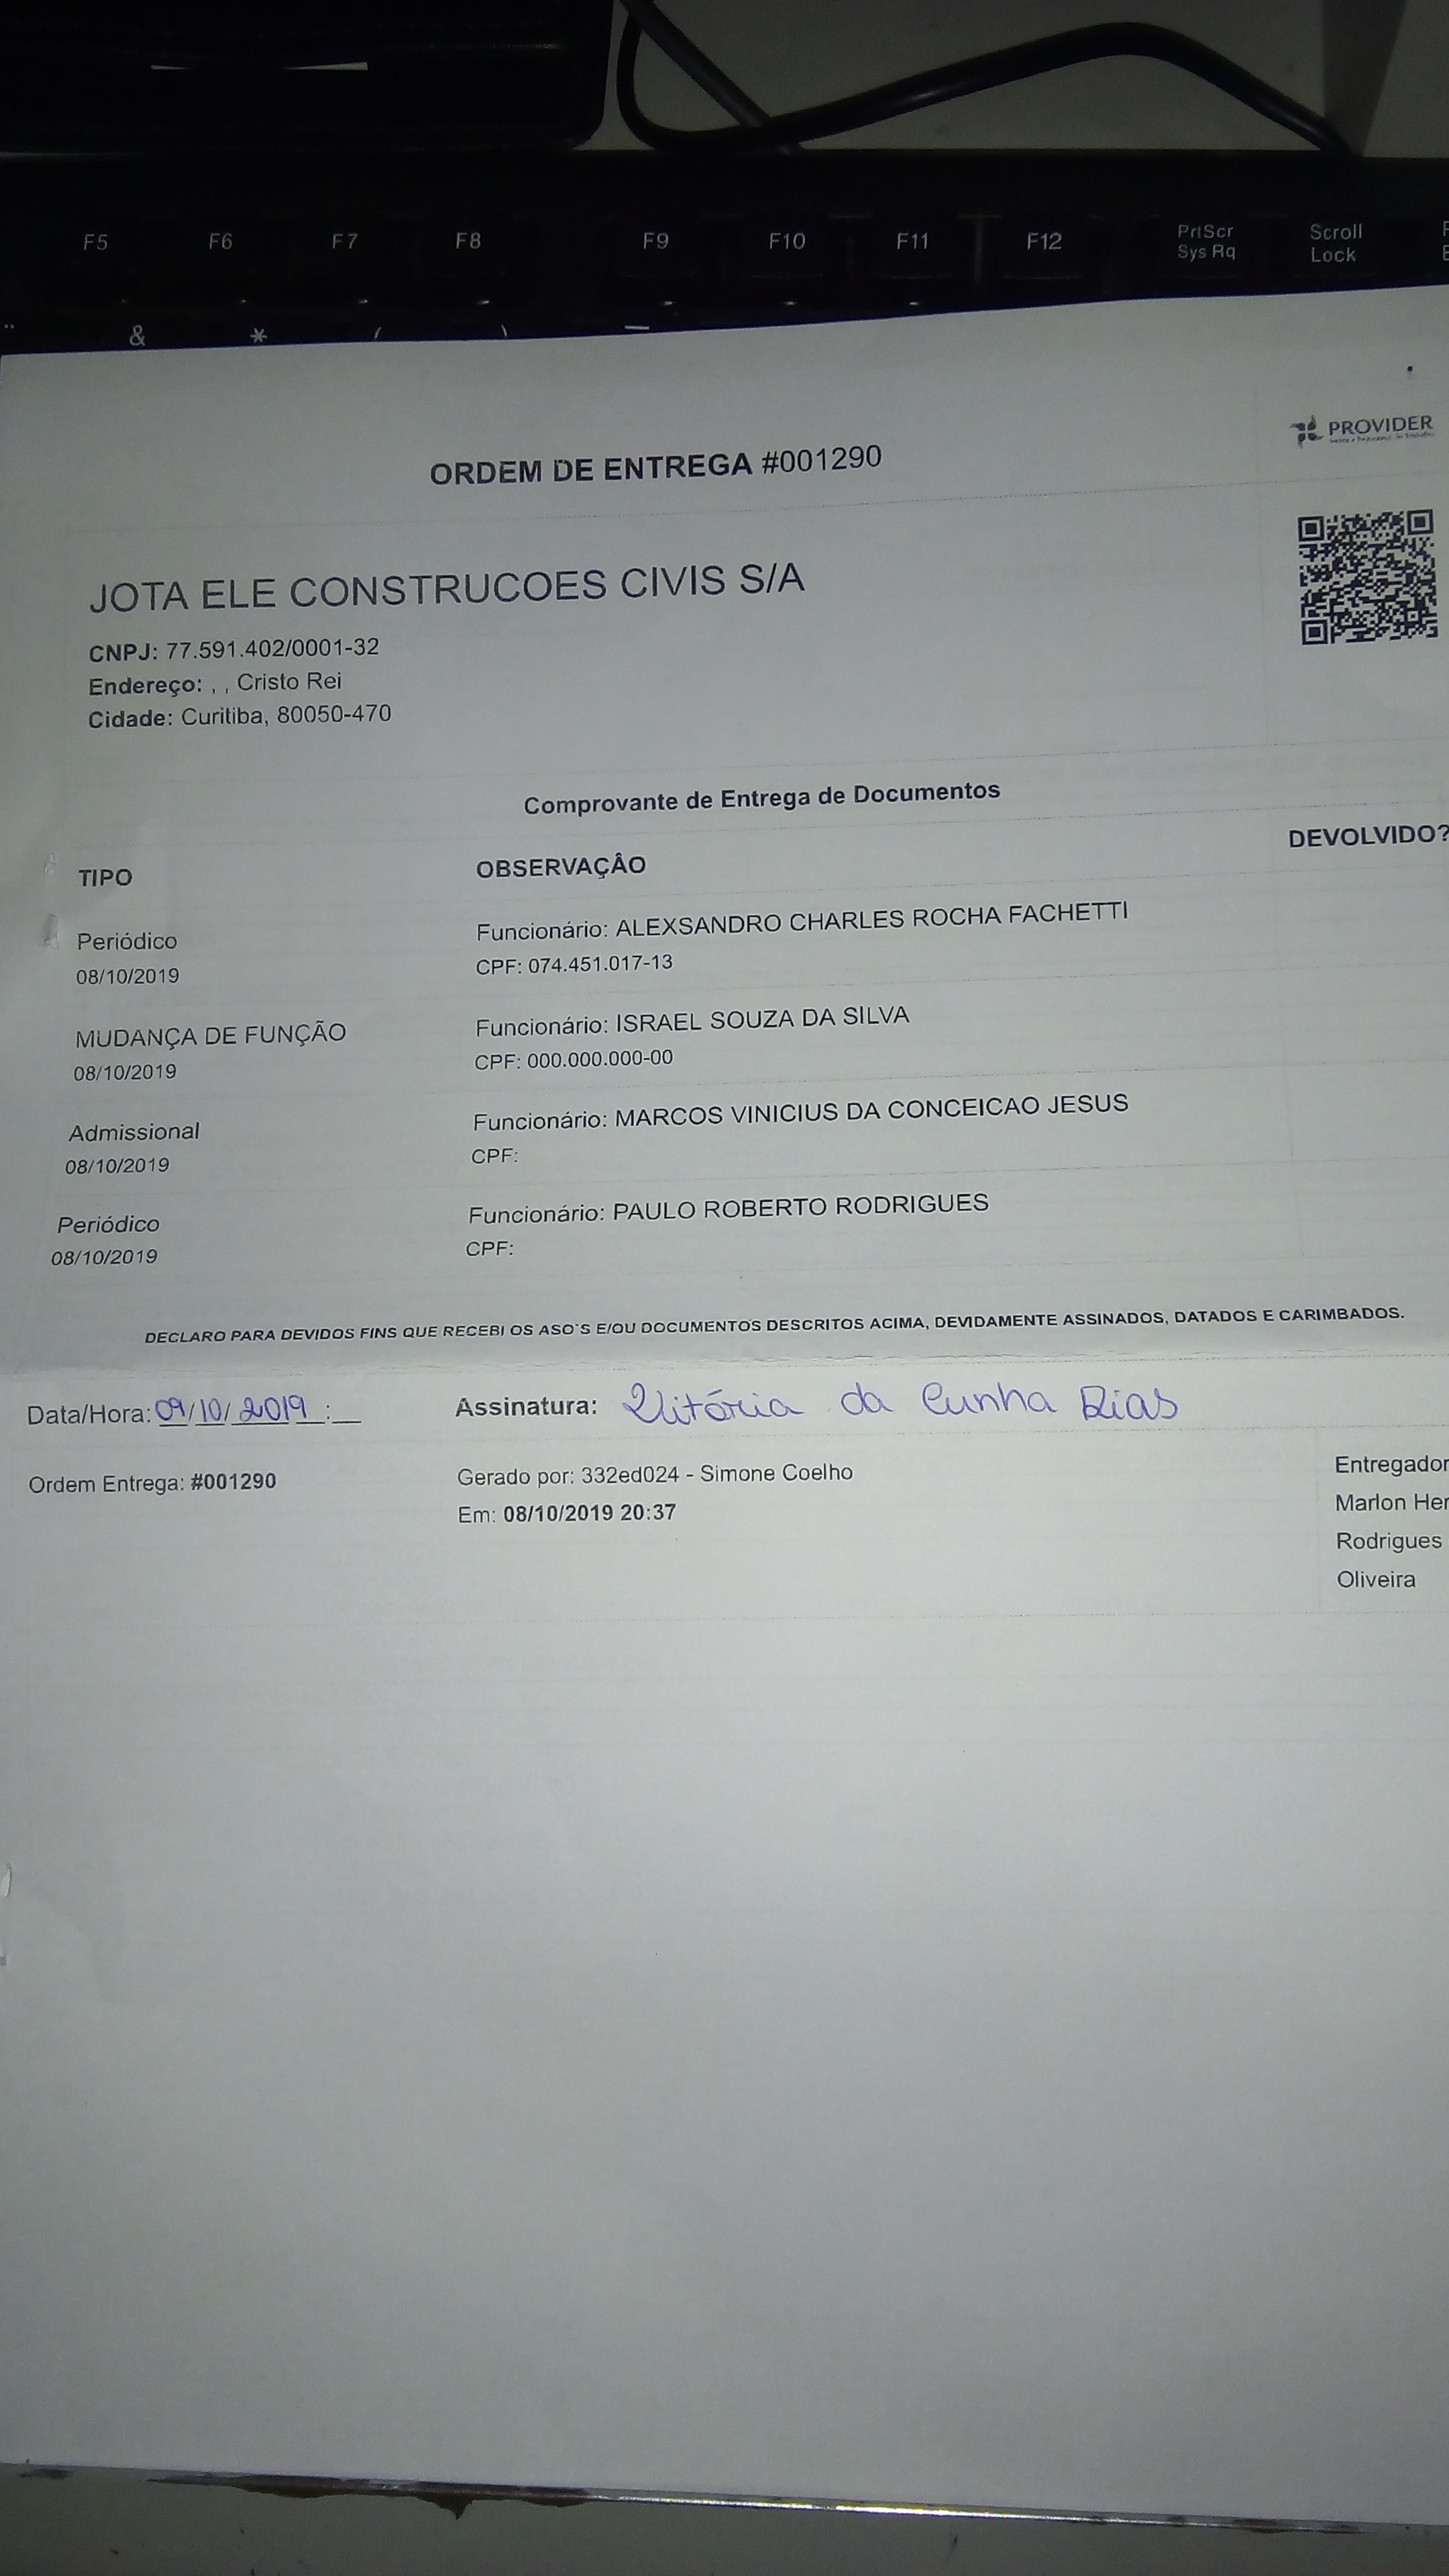 F5 F6 F7 F8 F9 F10 F11 F12 PrtScr Scroll
Sys Rq Lock
& * ( ) _
PROVIDER
ORDEM DE ENTREGA #001290
JOTA ELE CONSTRUCOES CIVIS S/A
CNPJ: 77.591.402/0001-32
Endereço: , , Cristo Rei
Cidade: Curitiba, 80050-470
Comprovante de Entrega de Documentos
TIPO OBSERVAÇÂO DEVOLVIDO?
Periódico Funcionário: ALEXSANDRO CHARLES ROCHA FACHETTI
08/10/2019 CPF: 074.451.017-13
MUDANÇA DE FUNÇÃO Funcionário: ISRAEL SOUZA DA SILVA
08/10/2019 CPF: 000.000.000-00
Admissional Funcionário: MARCOS VINICIUS DA CONCEICAO JESUS
08/10/2019 CPF:
Periódico Funcionário: PAULO ROBERTO RODRIGUES
08/10/2019 CPF:
DECLARO PARA DEVIDOS FINS QUE RECEBI OS ASO`S E/OU DOCUMENTOS DESCRITOS ACIMA, DEVIDAMENTE ASSINADOS, DATADOS E CARIMBADOS.
Data/Hora: 09/10/2019 : Assinatura: Vitória da Cunha Dias
Ordem Entrega: #001290 Gerado por: 332ed024 - Simone Coelho Entregador
Em: 08/10/2019 20:37 Marlon Her
Rodrigues
Oliveira